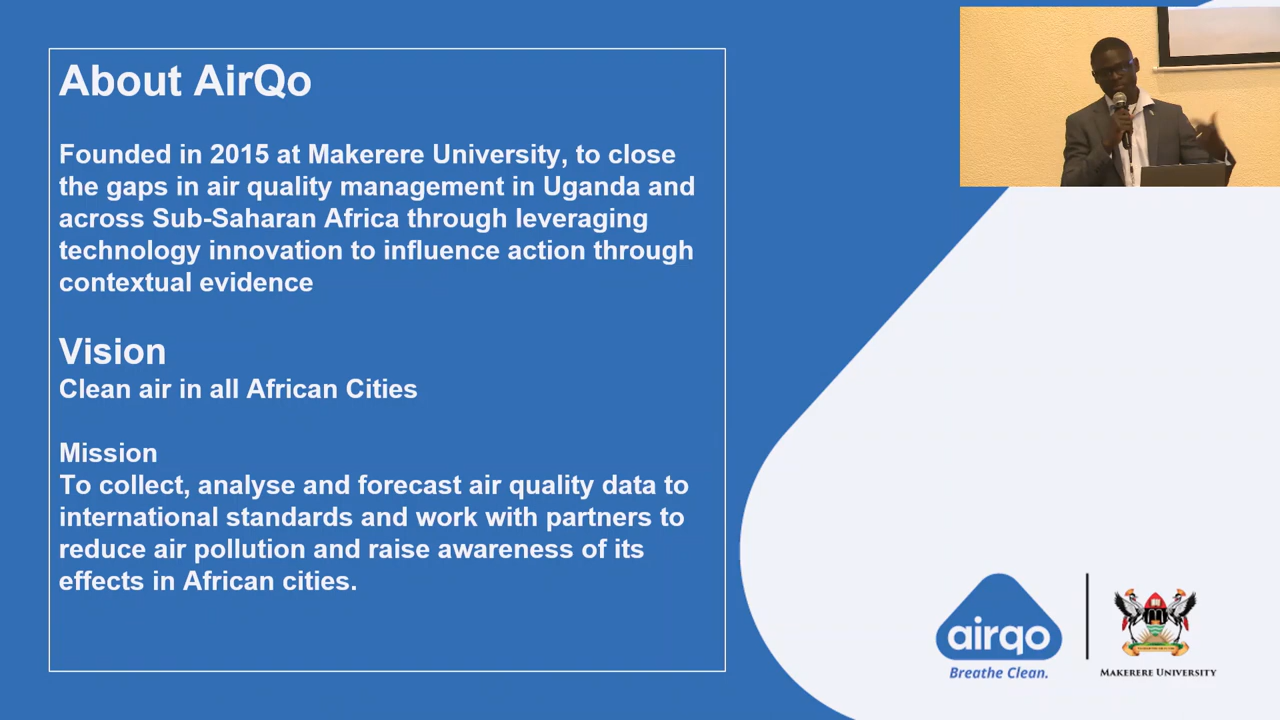 About AirQo
Founded in 2015 at Makerere University, to close
the gaps in air quality management in Uganda and
across Sub-Saharan Africa through leveraging
technology innovation to influence action through
contextual evidence
Vision
Clean air in all African Cities
Mission
To collect, analyse and forecast air quality data to
international standards and work with partners to
reduce air pollution and raise awareness of its
effects in African cities.
airqo
Breathe Clean.
MAKERERE UNIVERSITY